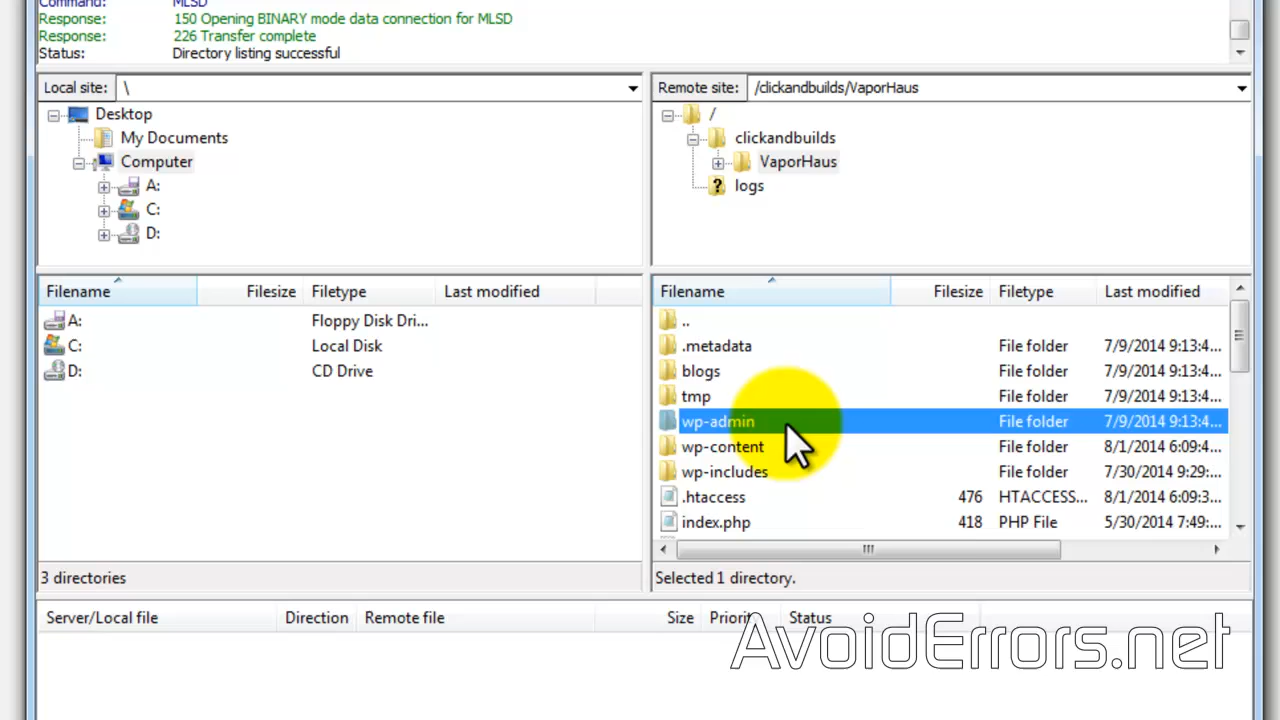 Command: MLSD
Response: 150 Opening BINARY mode data connection for MLSD
Response: 226 Transfer complete
Status: Directory listing successful
Local site: \
Remote site: /clickandbuilds/VaporHaus
Desktop
My Documents
Computer
A:
C:
D:
/
clickandbuilds
VaporHaus
? logs
Filename Filesize Filetype Last modified
A: Floppy Disk Dri...
C: Local Disk
D: CD Drive
3 directories
Filename Filesize Filetype Last modified
..
.metadata File folder 7/9/2014 9:13:4...
blogs File folder 7/9/2014 9:13:4...
tmp File folder 7/9/2014 9:13:4...
wp-admin File folder 7/9/2014 9:13:4...
wp-content File folder 8/1/2014 6:09:4...
wp-includes File folder 7/30/2014 9:29:...
.htaccess 476 HTACCESS... 8/1/2014 6:09:3...
index.php 418 PHP File 5/30/2014 7:49:...
Selected 1 directory.
Server/Local file Direction Remote file Size Priority Status
AvoidErrors.net